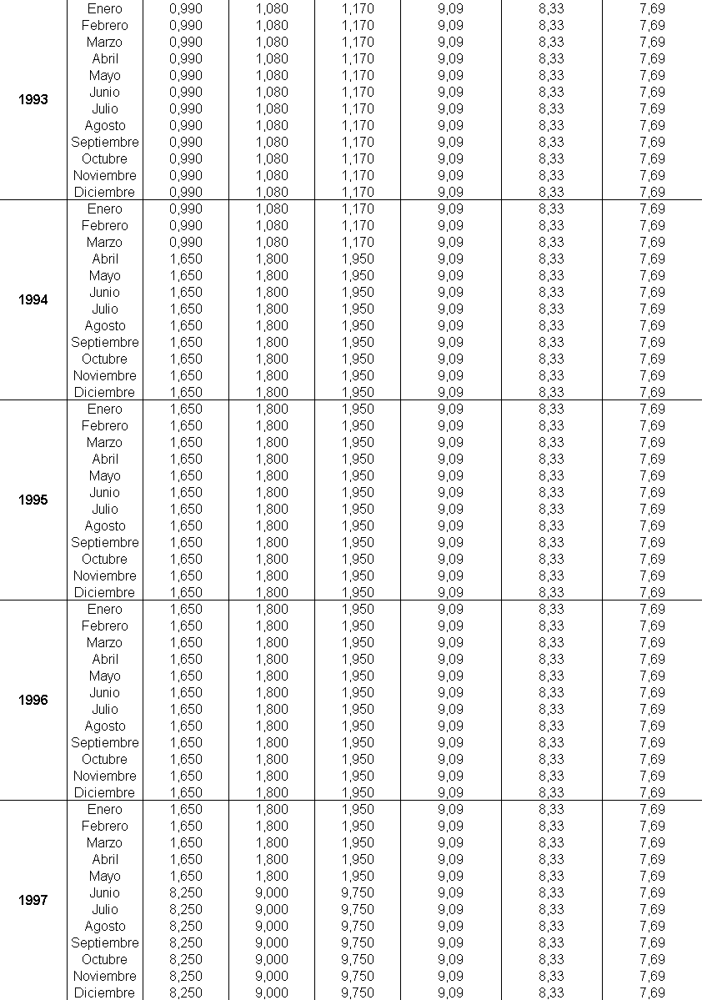 Enero 0,990 1,080 1,170 9,09 8,33 7,69
Febrero 0,990 1,080 1,170 9,09 8,33 7,69
Marzo 0,990 1,080 1,170 9,09 8,33 7,69
Abril 0,990 1,080 1,170 9,09 8,33 7,69
Mayo 0,990 1,080 1,170 9,09 8,33 7,69
Junio 0,990 1,080 1,170 9,09 8,33 7,69
1993
Julio 0,990 1,080 1,170 9,09 8,33 7,69
Agosto 0,990 1,080 1,170 9,09 8,33 7,69
Septiembre 0,990 1,080 1,170 9,09 8,33 7,69
Octubre 0,990 1,080 1,170 9,09 8,33 7,69
Noviembre 0,990 1,080 1,170 9,09 8,33 7,69
Diciembre 0,990 1,080 1,170 9,09 8,33 7,69
Enero 0,990 1,080 1,170 9,09 8,33 7,69
Febrero 0,990 1,080 1,170 9,09 8,33 7,69
Marzo 0,990 1,080 1,170 9,09 8,33 7,69
Abril 1,650 1,800 1,950 9,09 8,33 7,69
Mayo 1,650 1,800 1,950 9,09 8,33 7,69
Junio 1,650 1,800 1,950 9,09 8,33 7,69
1994
Julio 1,650 1,800 1,950 9,09 8,33 7,69
Agosto 1,650 1,800 1,950 9,09 8,33 7,69
Septiembre 1,650 1,800 1,950 9,09 8,33 7,69
Octubre 1,650 1,800 1,950 9,09 8,33 7,69
Noviembre 1,650 1,800 1,950 9,09 8,33 7,69
Diciembre 1,650 1,800 1,950 9,09 8,33 7,69
Enero 1,650 1,800 1,950 9,09 8,33 7,69
Febrero 1,650 1,800 1,950 9,09 8,33 7,69
Marzo 1,650 1,800 1,950 9,09 8,33 7,69
Abril 1,650 1,800 1,950 9,09 8,33 7,69
Mayo 1,650 1,800 1,950 9,09 8,33 7,69
Junio 1,650 1,800 1,950 9,09 8,33 7,69
1995
Julio 1,650 1,800 1,950 9,09 8,33 7,69
Agosto 1,650 1,800 1,950 9,09 8,33 7,69
Septiembre 1,650 1,800 1,950 9,09 8,33 7,69
Octubre 1,650 1,800 1,950 9,09 8,33 7,69
Noviembre 1,650 1,800 1,950 9,09 8,33 7,69
Diciembre 1,650 1,800 1,950 9,09 8,33 7,69
Enero 1,650 1,800 1,950 9,09 8,33 7,69
Febrero 1,650 1,800 1,950 9,09 8,33 7,69
Marzo 1,650 1,800 1,950 9,09 8,33 7,69
Abril 1,650 1,800 1,950 9,09 8,33 7,69
Mayo 1,650 1,800 1,950 9,09 8,33 7,69
Junio 1,650 1,800 1,950 9,09 8,33 7,69
1996
Julio 1,650 1,800 1,950 9,09 8,33 7,69
Agosto 1,650 1,800 1,950 9,09 8,33 7,69
Septiembre 1,650 1,800 1,950 9,09 8,33 7,69
Octubre 1,650 1,800 1,950 9,09 8,33 7,69
Noviembre 1,650 1,800 1,950 9,09 8,33 7,69
Diciembre 1,650 1,800 1,950 9,09 8,33 7,69
Enero 1,650 1,800 1,950 9,09 8,33 7,69
Febrero 1,650 1,800 1,950 9,09 8,33 7,69
Marzo 1,650 1,800 1,950 9,09 8,33 7,69
Abril 1,650 1,800 1,950 9,09 8,33 7,69
Mayo 1,650 1,800 1,950 9,09 8,33 7,69
Junio 8,250 9,000 9,750 9,09 8,33 7,69
1997
Julio 8,250 9,000 9,750 9,09 8,33 7,69
Agosto 8,250 9,000 9,750 9,09 8,33 7,69
Septiembre 8,250 9,000 9,750 9,09 8,33 7,69
Octubre 8,250 9,000 9,750 9,09 8,33 7,69
Noviembre 8,250 9,000 9,750 9,09 8,33 7,69
Diciembre 8,250 9,000 9,750 9,09 8,33 7,69